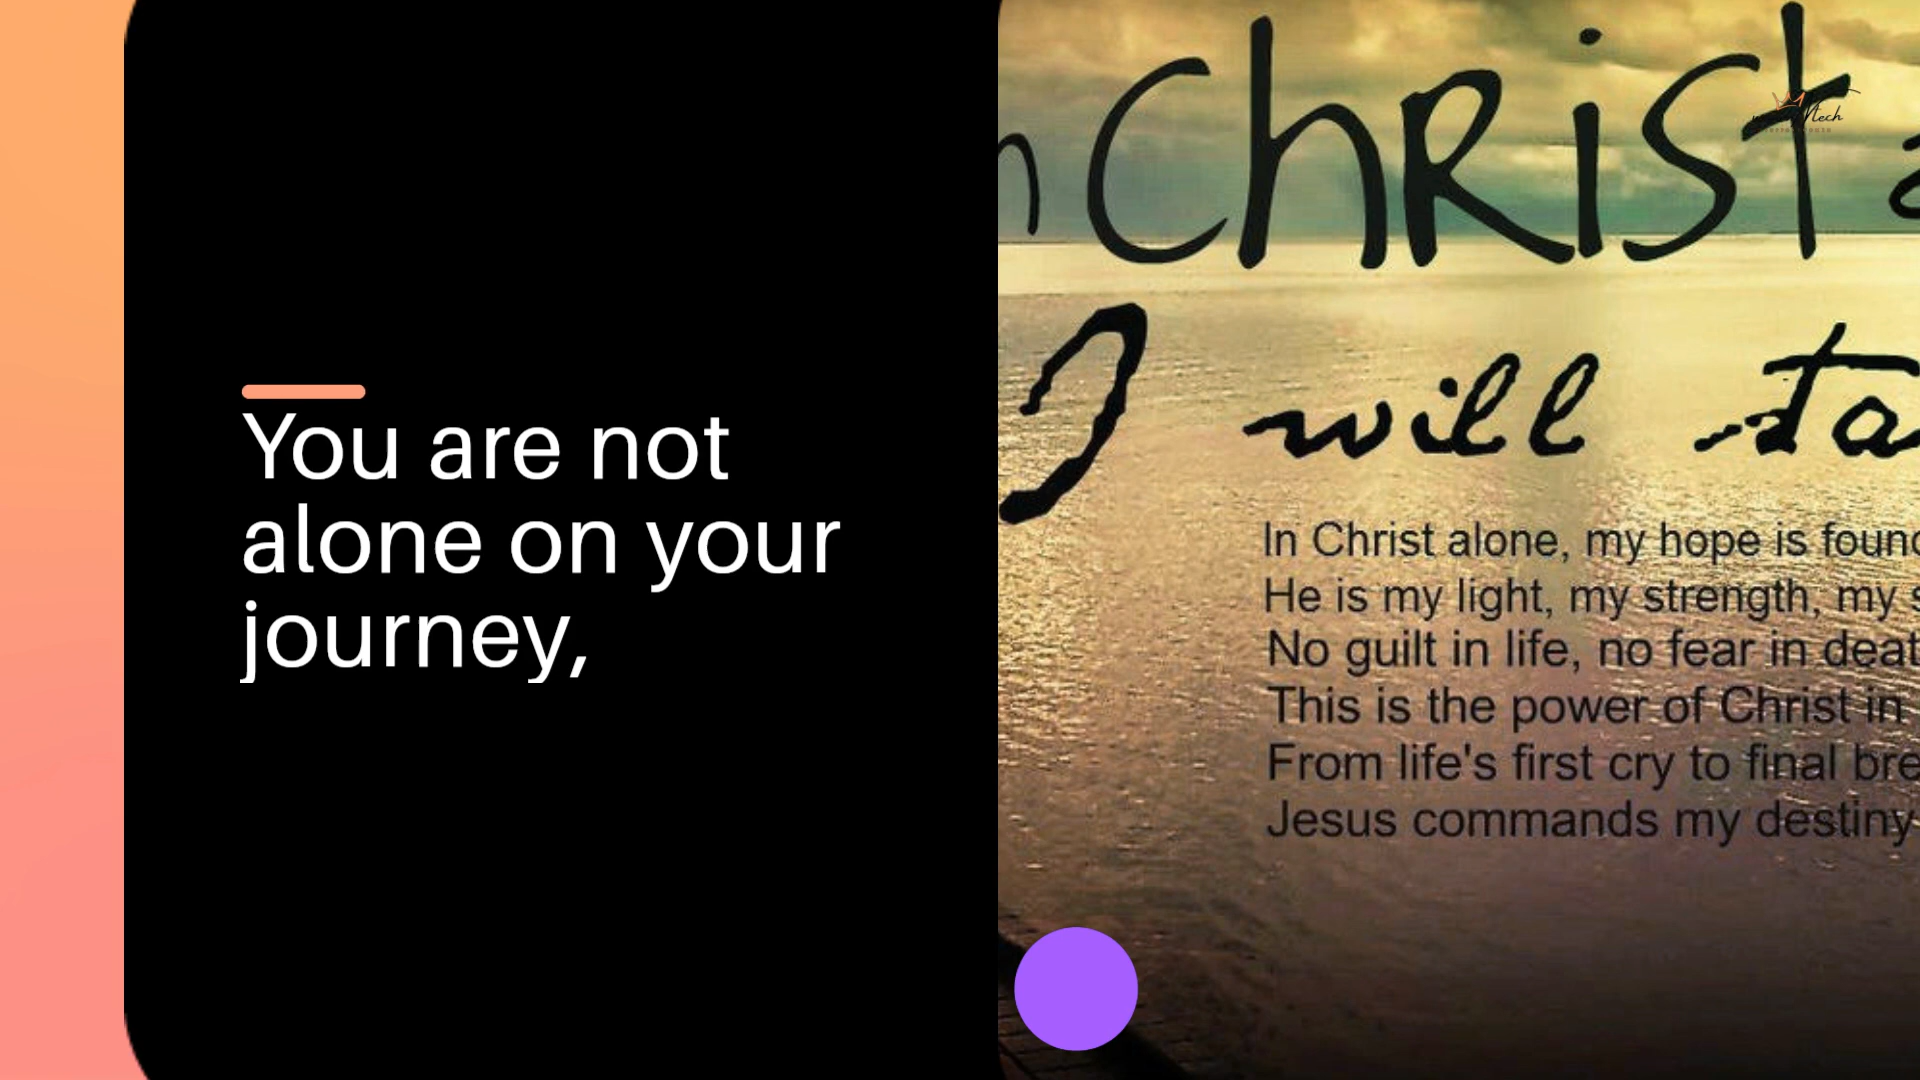 You are not
alone on your
journey,
n Christ a
I will sta
In Christ alone, my hope is found
He is my light, my strength, my s
No guilt in life, no fear in deat
This is the power of Christ in
From life's first cry to final bre
Jesus commands my destiny
tech